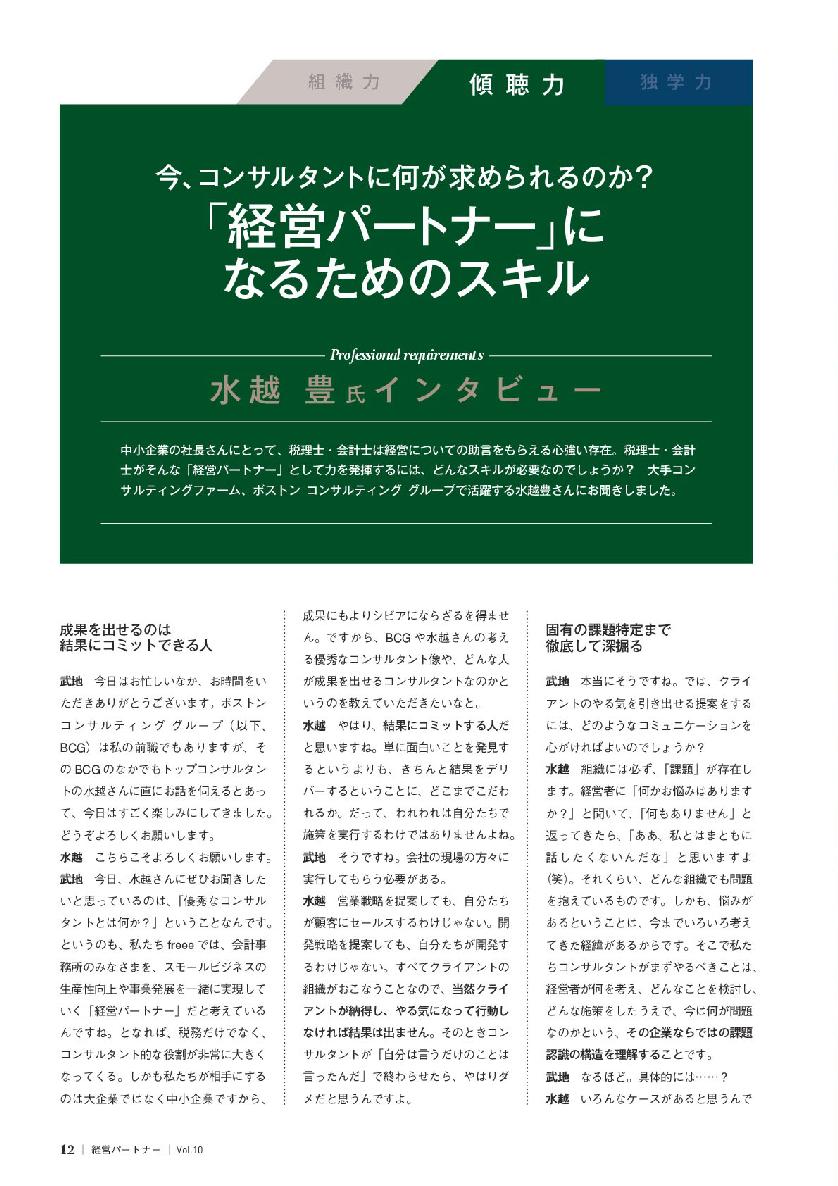 組織力
傾聴力
独学力
今、コンサルタントに何が求められるのか？
「経営パートナー」に
なるためのスキル
Professional requirements
水越 豊氏インタビュー
中小企業の社長さんにとって、税理士・会計士は経営についての助言をもらえる心強い存在。税理士・会計
士がそんな「経営パートナー」として力を発揮するには、どんなスキルが必要なのでしょうか？　大手コン
サルティングファーム、ボストン コンサルティング グループで活躍する水越豊さんにお聞きしました。
成果を出せるのは
結果にコミットできる人
武地　今日はお忙しいなか、お時間をい
ただきありがとうございます。ボストン
コンサルティング グループ（以下、
BCG）は私の前職でもありますが、そ
のBCGのなかでもトップコンサルタン
トの水越さんに直にお話を伺えるとあっ
て、今日はすごく楽しみにしてきました。
どうぞよろしくお願いします。
水越　こちらこそよろしくお願いします。
武地　今日、水越さんにぜひお聞きした
いと思っているのは、「優秀なコンサル
タントとは何か？」ということなんです。
というのも、私たちfreeeでは、会計事
務所のみなさまを、スモールビジネスの
生産性向上や事業発展を一緒に実現して
いく「経営パートナー」だと考えている
んですね。となれば、税務だけでなく、
コンサルタント的な役割が非常に大きく
なってくる。しかも私たちが相手にする
のは大企業ではなく中小企業ですから、
成果にもよりシビアにならざるを得ませ
ん。ですから、BCGや水越さんの考え
る優秀なコンサルタント像や、どんな人
が成果を出せるコンサルタントなのかと
いうのを教えていただきたいなと。
水越　やはり、結果にコミットする人だ
と思いますね。単に面白いことを発見す
るというよりも、きちんと結果をデリ
バーするということに、どこまでこだわ
れるか。だって、われわれは自分たちで
施策を実行するわけではありませんよね。
武地　そうですね。会社の現場の方々に
実行してもらう必要がある。
水越　営業戦略を提案しても、自分たち
が顧客にセールスするわけじゃない。開
発戦略を提案しても、自分たちが開発す
るわけじゃない。すべてクライアントの
組織がおこなうことなので、当然クライ
アントが納得し、やる気になって行動し
なければ結果は出ません。そのときコン
サルタントが「自分は言うだけのことは
言ったんだ」で終わらせたら、やはりダ
メだと思うんですよ。
固有の課題特定まで
徹底して深掘る
武地　本当にそうですね。では、クライ
アントのやる気を引き出せる提案をする
には、どのようなコミュニケーションを
心がければよいのでしょうか？
水越　組織には必ず、「課題」が存在し
ます。経営者に「何かお悩みはあります
か？」と聞いて、「何もありません」と
返ってきたら、「ああ、私とはまともに
話したくないんだな」と思いますよ
（笑）。それくらい、どんな組織でも問題
を抱えているものです。しかも、悩みが
あるということは、今までいろいろ考え
てきた経緯があるからです。そこで私た
ちコンサルタントがまずやるべきことは、
経営者が何を考え、どんなことを検討し、
どんな施策をしたうえで、今は何が問題
なのかという、その企業ならではの課題
認識の構造を理解することです。
武地　なるほど。具体的には……？
水越　いろんなケースがあると思うんで
12 | 経営パートナー | Vol.10